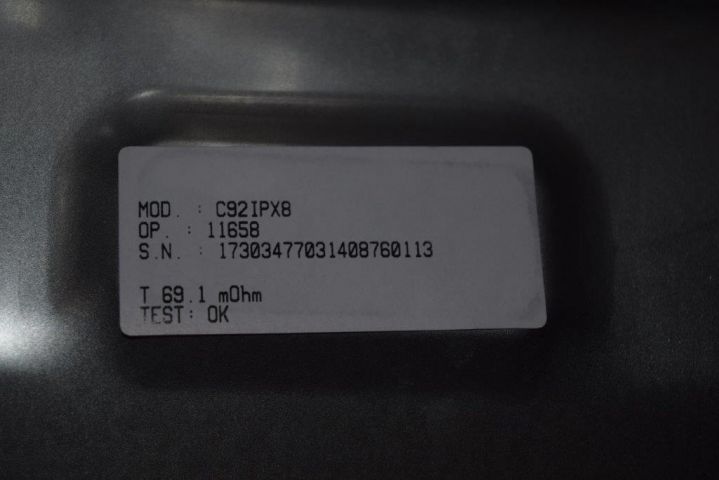 MOD. : C92IPX8
OP. : 11658
S.N. : 17303477031408760113
T 69.1 mOhm
TEST: OK